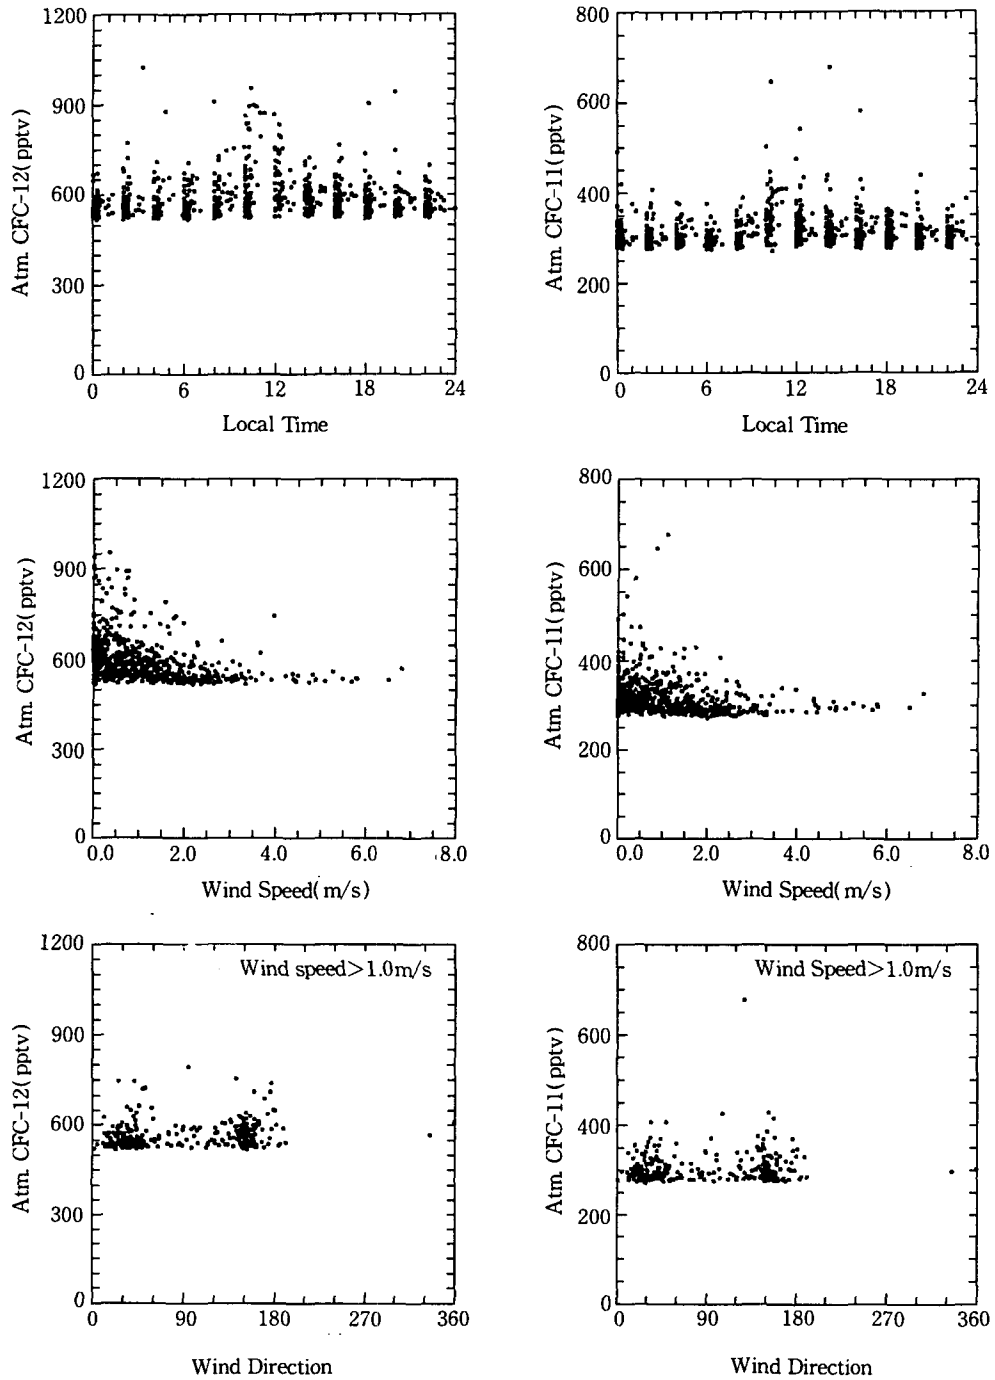 1200
900
600
300
0
Atm. CFC-12(pptv)
0 6 12 18 24
Local Time
800
600
400
200
0
Atm. CFC-11(pptv)
0 6 12 18 24
Local Time
1200
900
600
300
0
Atm. CFC-12(pptv)
0.0 2.0 4.0 6.0 8.0
Wind Speed(m/s)
800
600
400
200
0
Atm. CFC-11(pptv)
0.0 2.0 4.0 6.0 8.0
Wind Speed(m/s)
1200
900
600
300
0
Atm. CFC-12(pptv)
Wind speed>1.0m/s
0 90 180 270 360
Wind Direction
800
600
400
200
0
Atm. CFC-11(pptv)
Wind Speed>1.0m/s
0 90 180 270 360
Wind Direction